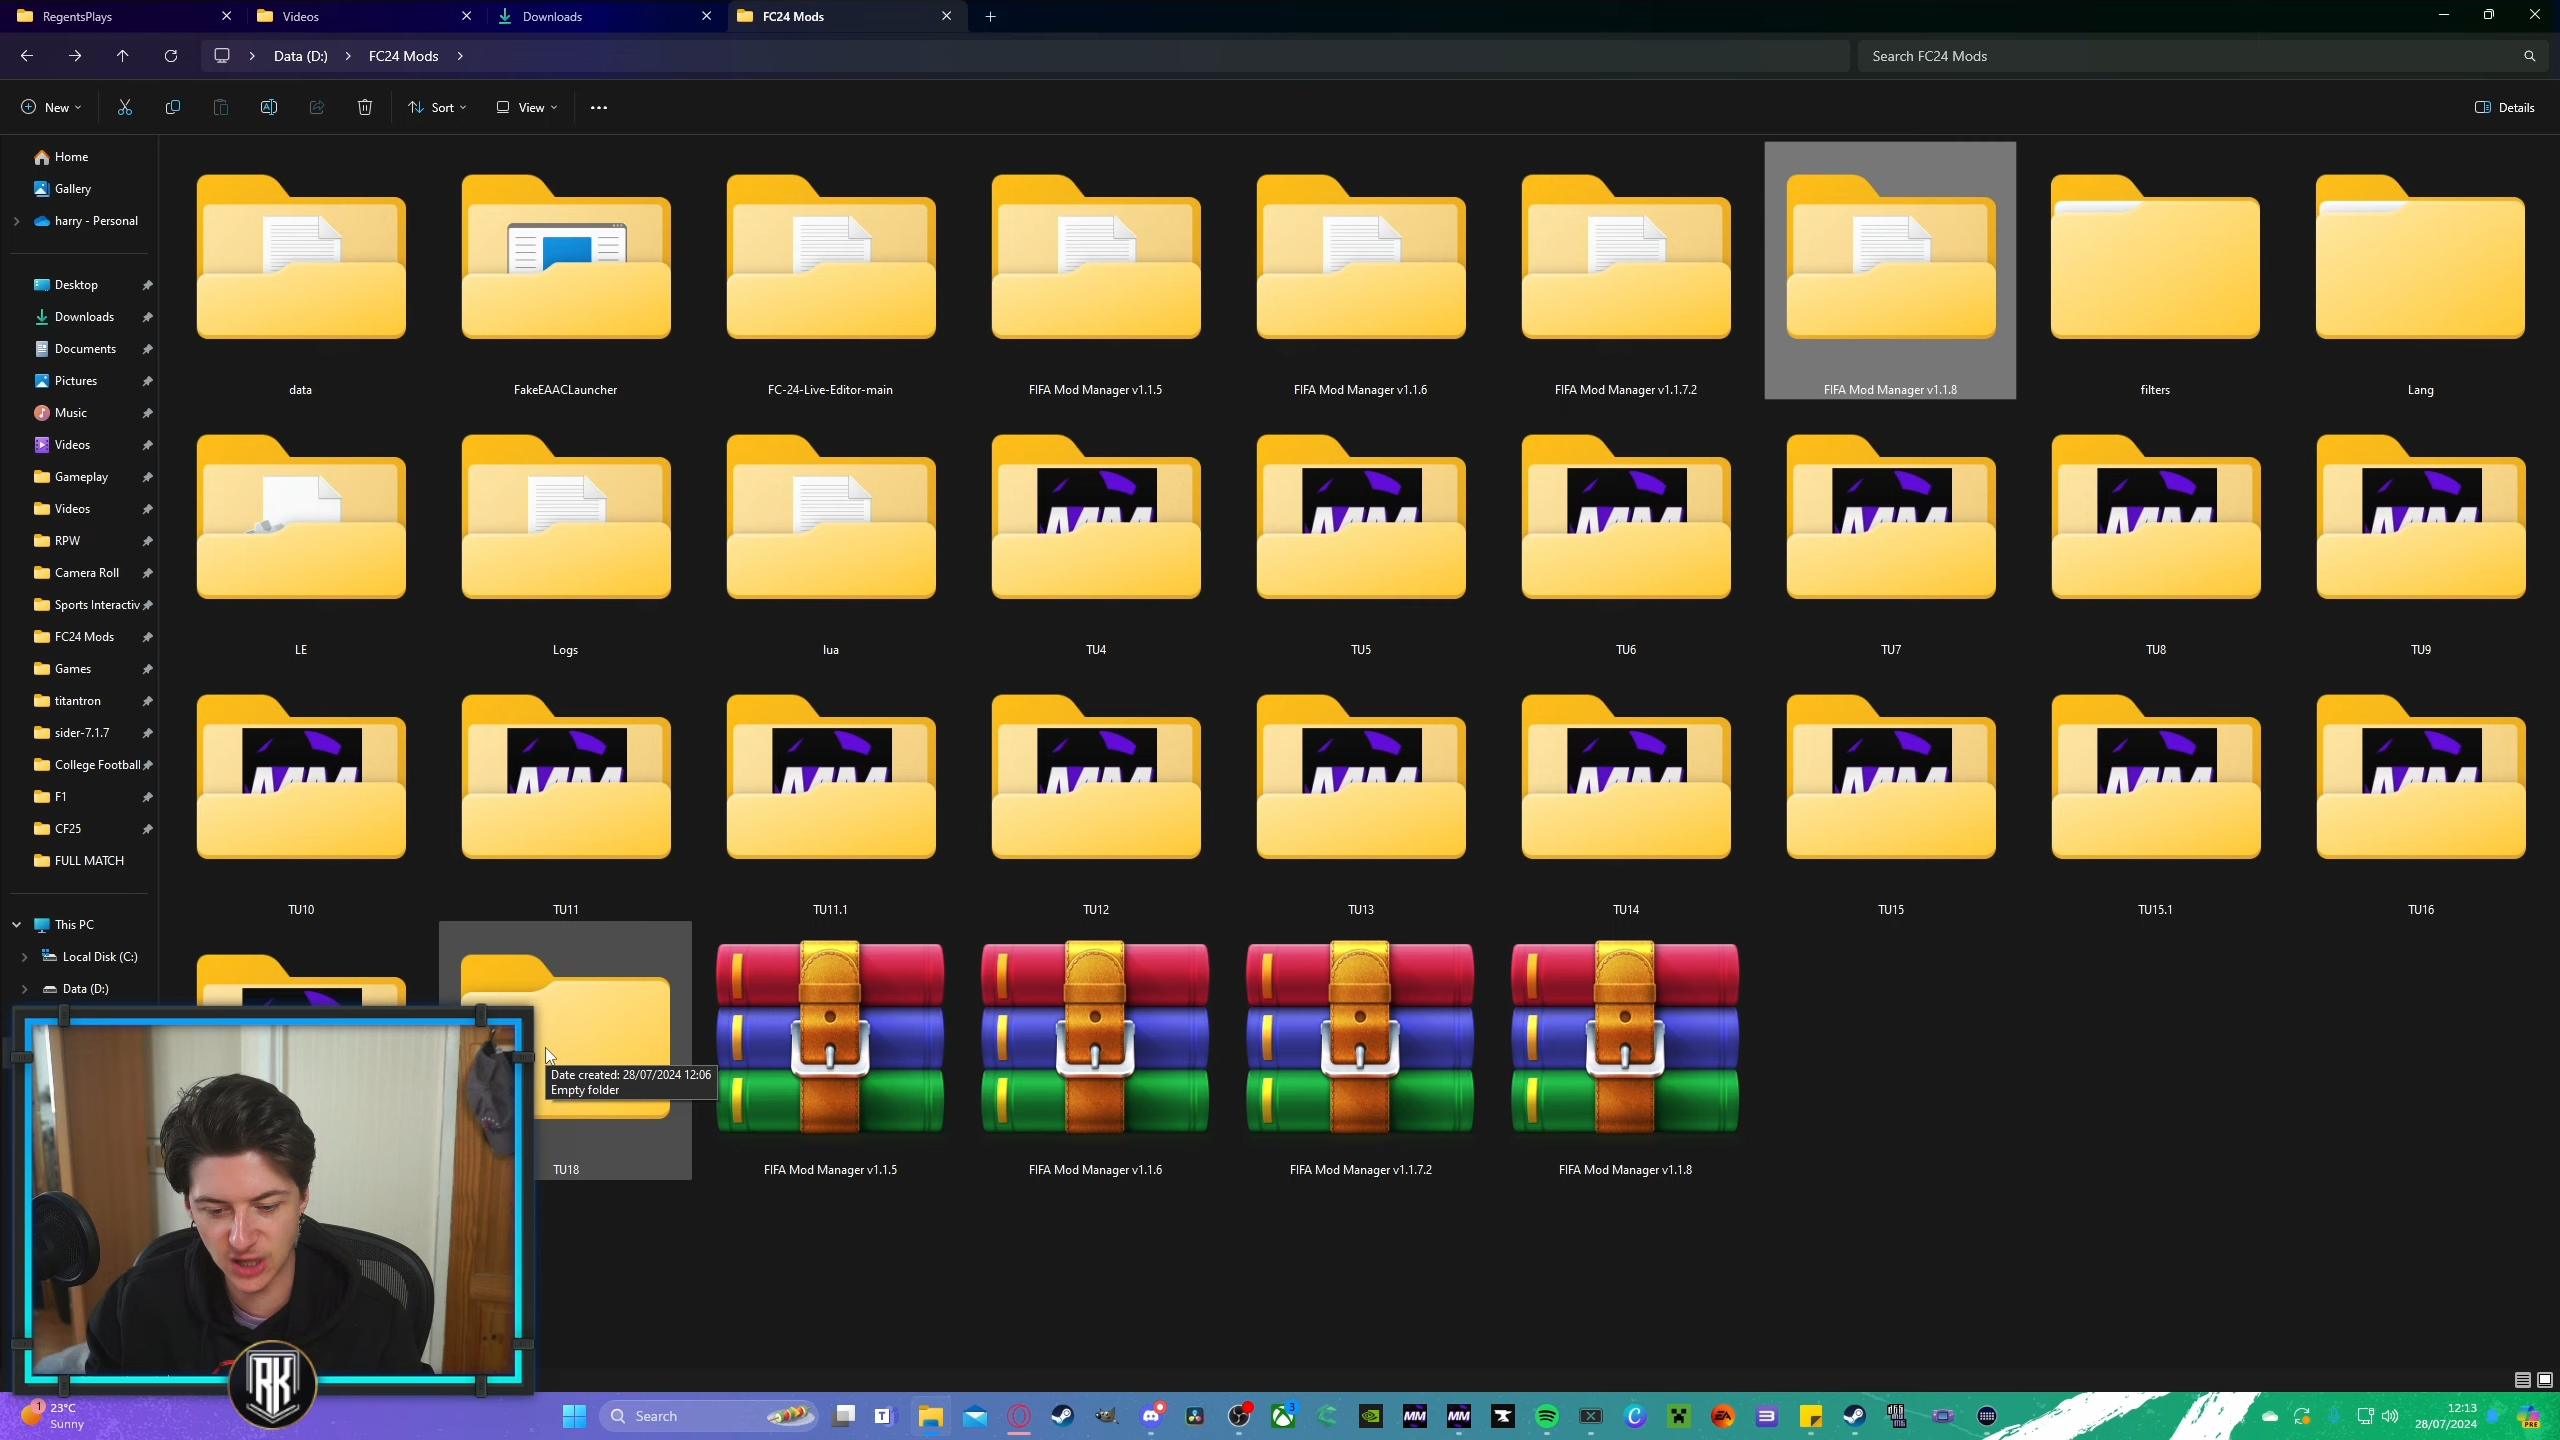 RegentsPlays
Videos
Downloads
FC24 Mods
Data (D:)
FC24 Mods
Search FC24 Mods
New
Sort
View
Details
Home
Gallery
harry - Personal
Desktop
Downloads
Documents
Pictures
Music
Videos
Gameplay
Videos
RPW
Camera Roll
Sports Interactiv
FC24 Mods
Games
titantron
sider-7.1.7
College Football
F1
CF25
FULL MATCH
This PC
Local Disk (C:)
Data (D:)
data
FakeEAACLauncher
FC-24-Live-Editor-main
FIFA Mod Manager v1.1.5
FIFA Mod Manager v1.1.6
FIFA Mod Manager v1.1.7.2
FIFA Mod Manager v1.1.8
filters
Lang
LE
Logs
lua
TU4
TU5
TU6
TU7
TU8
TU9
TU10
TU11
TU11.1
TU12
TU13
TU14
TU15
TU15.1
TU16
TU18
FIFA Mod Manager v1.1.5
FIFA Mod Manager v1.1.6
FIFA Mod Manager v1.1.7.2
FIFA Mod Manager v1.1.8
Date created: 28/07/2024 12:06
Empty folder
RK
1
23°C
Sunny
Search
3
MM
MM
EA
12:13
28/07/2024
PRE